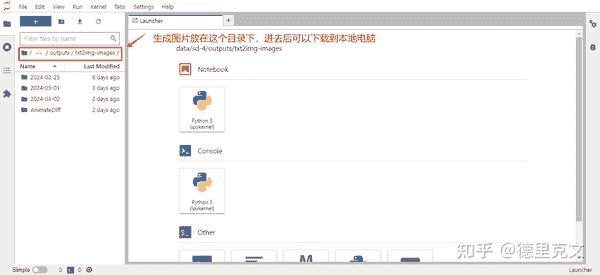 File Edit View Run Kernel Tabs Settings Help
Launcher
Filter files by name
/ ··· / outputs / txt2img-images /
Name Last Modified
2024-02-25 8 days ago
2024-03-01 3 days ago
2024-03-02 2 days ago
AnimateDiff 2 days ago
生成图片放在这个目录下，进去后可以下载到本地电脑
data/sd-4/outputs/txt2img-images
Notebook
Python 3
(ipykernel)
Console
Python 3
(ipykernel)
Other
知乎 @德里克文
Simple 0 0
Launcher